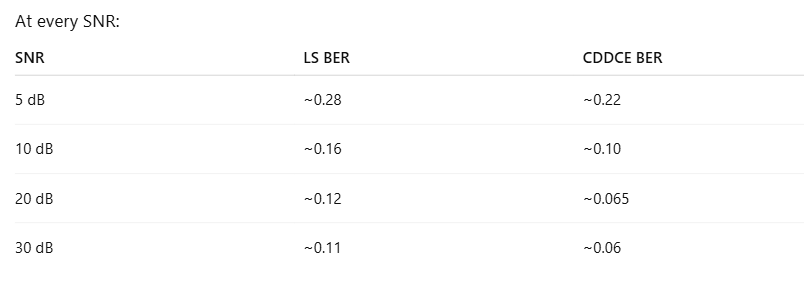 At every SNR:
SNR LS BER CDDCE BER
5 dB ~0.28 ~0.22
10 dB ~0.16 ~0.10
20 dB ~0.12 ~0.065
30 dB ~0.11 ~0.06